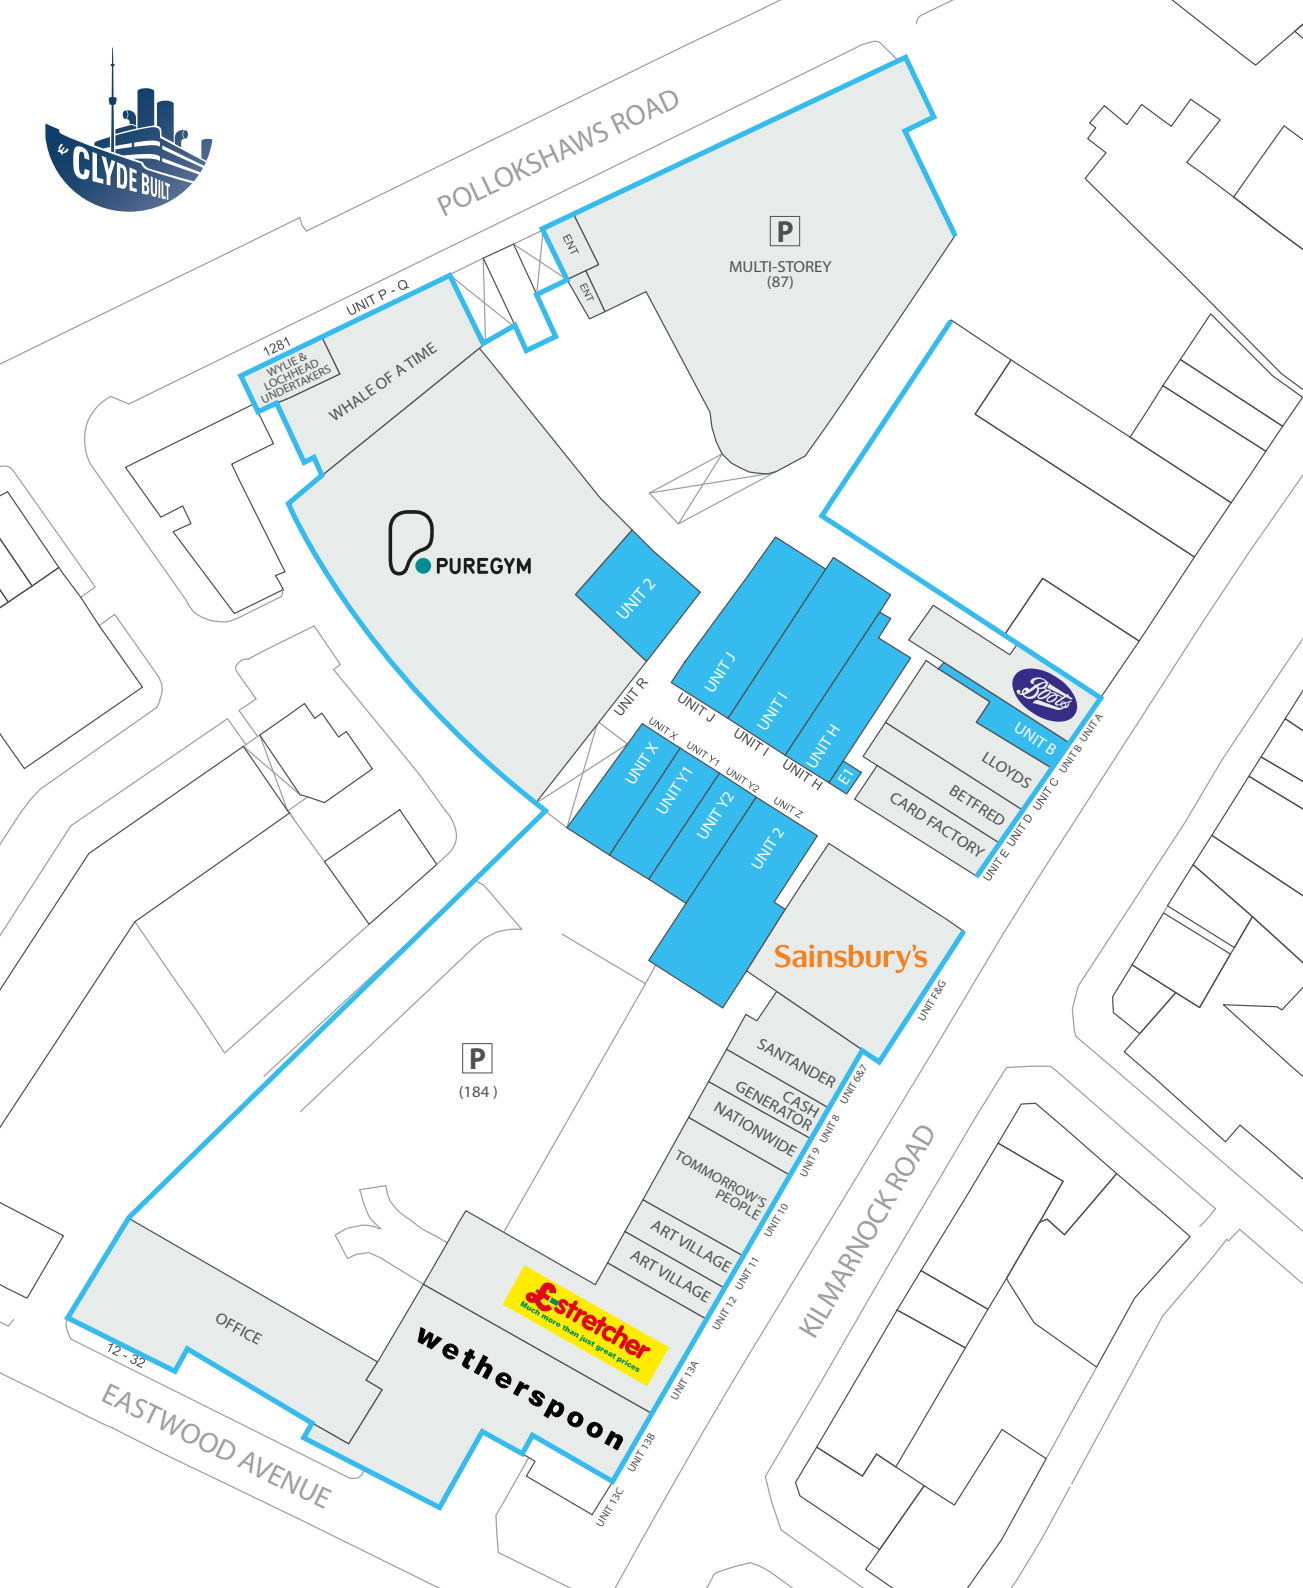 CLYDE BUILT
POLLOKSHAWS ROAD
P
MULTI-STOREY
(87)
ENT
ENT
UNIT P - Q
1281
WYLIE &
LOCHHEAD
UNDERTAKERS
WHALE OF A TIME
PUREGYM
UNIT 2
UNIT R
UNIT J
UNIT I
UNIT H
E1
UNIT J
UNIT I
UNIT H
UNIT X
UNIT Y1
UNIT Y2
UNIT Z
UNIT X
UNIT Y1
UNIT Y2
UNIT 2
Boots
UNIT B
LLOYDS
BETFRED
CARD FACTORY
UNIT A
UNIT B
UNIT C
UNIT D
UNIT E
Sainsbury's
UNIT F&G
SANTANDER
UNIT 6&7
CASH
GENERATOR
UNIT 8
NATIONWIDE
UNIT 9
TOMMORROW'S
PEOPLE
UNIT 10
ART VILLAGE
UNIT 11
ART VILLAGE
UNIT 12
£-stretcher
Much more than just great prices
UNIT 13A
wetherspoon
UNIT 13B
UNIT 13C
P
(184 )
OFFICE
12 - 32
EASTWOOD AVENUE
KILMARNOCK ROAD